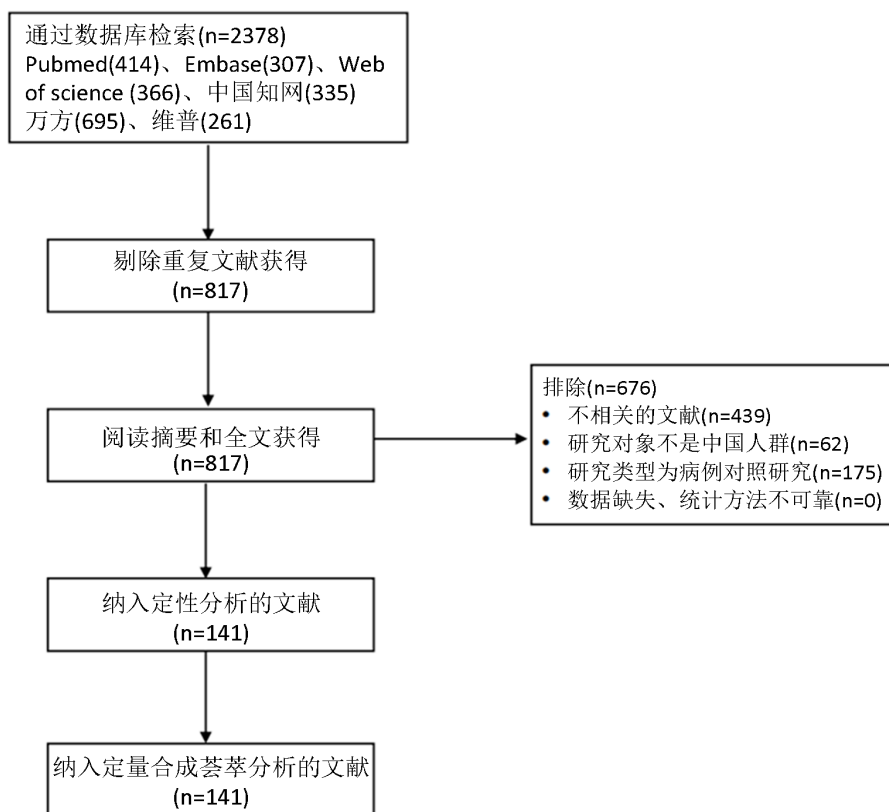 通过数据库检索(n=2378)
Pubmed(414)、Embase(307)、Web
of science (366)、中国知网(335)
万方(695)、维普(261)
剔除重复文献获得
(n=817)
阅读摘要和全文获得
(n=817)
排除(n=676)
• 不相关的文献(n=439)
• 研究对象不是中国人群(n=62)
• 研究类型为病例对照研究(n=175)
• 数据缺失、统计方法不可靠(n=0)
纳入定性分析的文献
(n=141)
纳入定量合成荟萃分析的文献
(n=141)